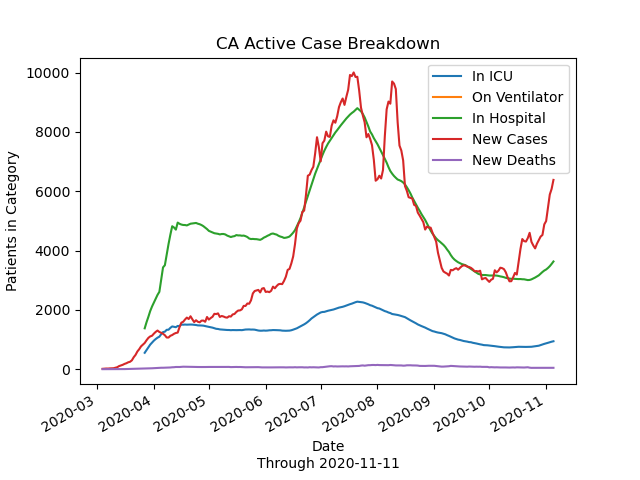 CA Active Case Breakdown
10000
8000
6000
4000
2000
0
Patients in Category
In ICU
On Ventilator
In Hospital
New Cases
New Deaths
2020-03
2020-04
2020-05
2020-06
2020-07
2020-08
2020-09
2020-10
2020-11
Date
Through 2020-11-11